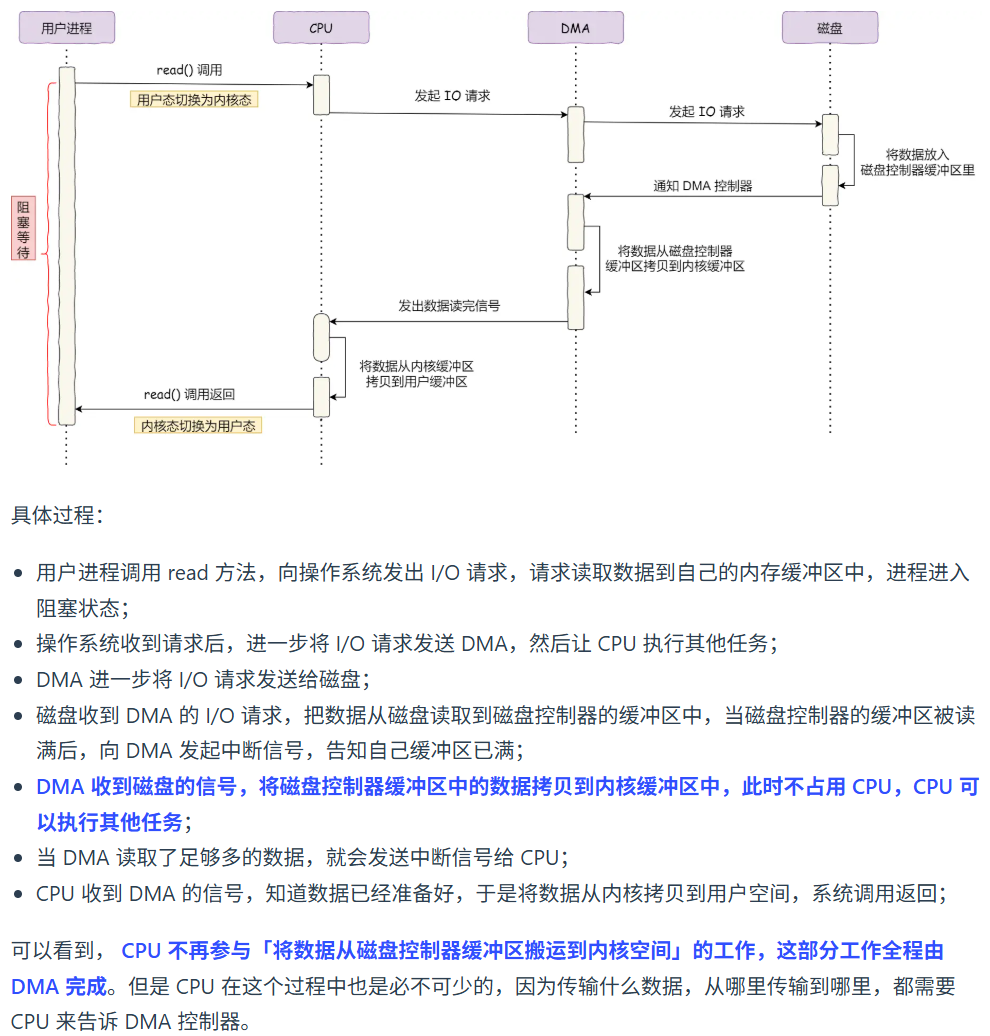 用户进程
CPU
DMA
磁盘
read() 调用
用户态切换为内核态
发起 IO 请求
发起 IO 请求
将数据放入
磁盘控制器缓冲区里
通知 DMA 控制器
阻塞等待
将数据从磁盘控制器
缓冲区拷贝到内核缓冲区
发出数据读完信号
将数据从内核缓冲区
拷贝到用户缓冲区
read() 调用返回
内核态切换为用户态
具体过程：
用户进程调用 read 方法，向操作系统发出 I/O 请求，请求读取数据到自己的内存缓冲区中，进程进入
阻塞状态；
操作系统收到请求后，进一步将 I/O 请求发送 DMA，然后让 CPU 执行其他任务；
DMA 进一步将 I/O 请求发送给磁盘；
磁盘收到 DMA 的 I/O 请求，把数据从磁盘读取到磁盘控制器的缓冲区中，当磁盘控制器的缓冲区被读
满后，向 DMA 发起中断信号，告知自己缓冲区已满；
DMA 收到磁盘的信号，将磁盘控制器缓冲区中的数据拷贝到内核缓冲区中，此时不占用 CPU，CPU 可
以执行其他任务；
当 DMA 读取了足够多的数据，就会发送中断信号给 CPU；
CPU 收到 DMA 的信号，知道数据已经准备好，于是将数据从内核拷贝到用户空间，系统调用返回；
可以看到， CPU 不再参与「将数据从磁盘控制器缓冲区搬运到内核空间」的工作，这部分工作全程由
DMA 完成。但是 CPU 在这个过程中也是必不可少的，因为传输什么数据，从哪里传输到哪里，都需要
CPU 来告诉 DMA 控制器。